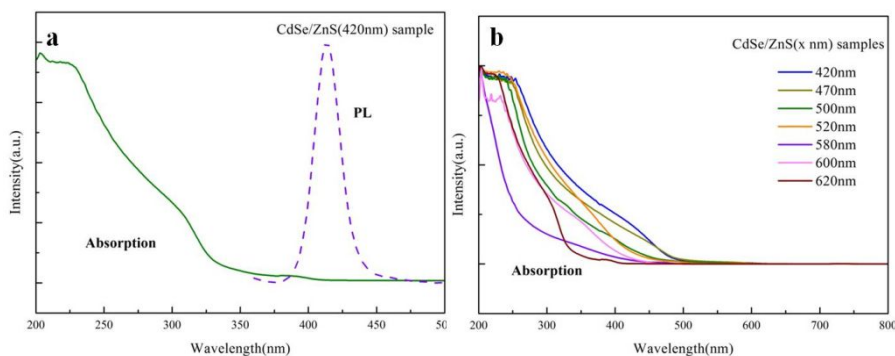 a
CdSe/ZnS(420nm) sample
PL
Absorption
Intensity(a.u.)
200 250 300 350 400 450 50
Wavelength(nm)
b
CdSe/ZnS(x nm) samples
420nm
470nm
500nm
520nm
580nm
600nm
620nm
Absorption
Intensity(a.u.)
200 300 400 500 600 700 800
Wavelength(nm)